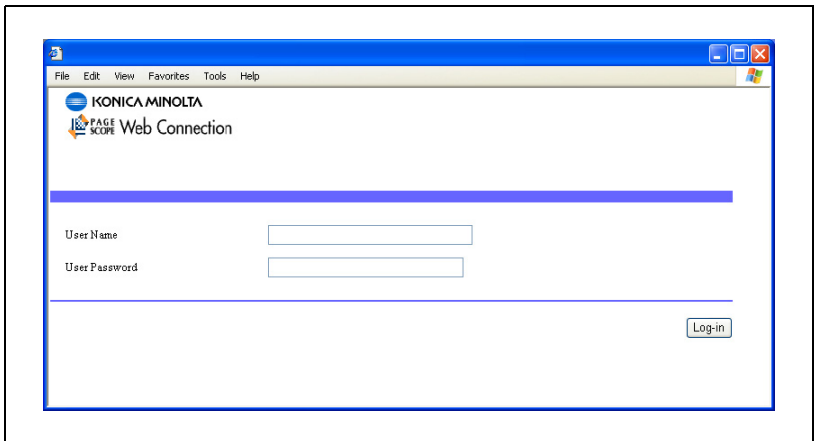 File Edit View Favorites Tools Help
KONICA MINOLTA
PAGE SCOPE Web Connection
User Name
User Password
Log-in